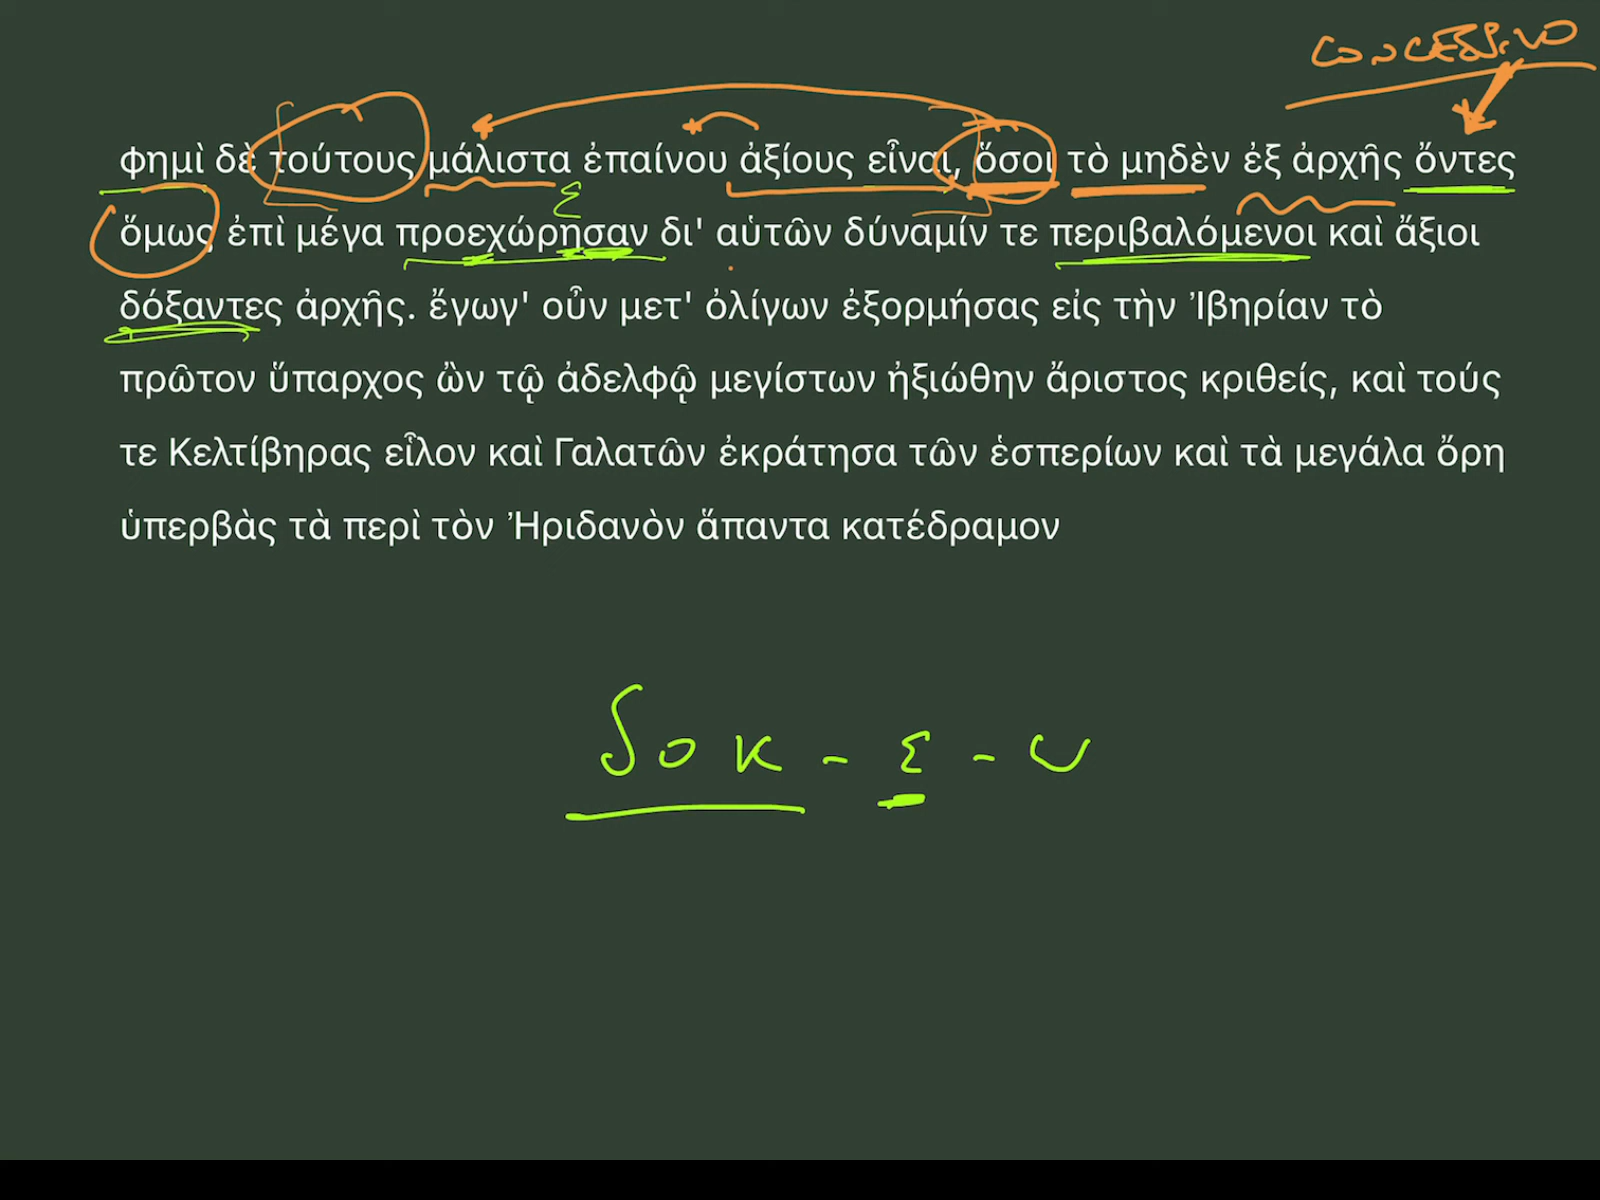 CONCESSIVO
φημὶ δὲ τούτους μάλιστα ἐπαίνου ἀξίους εἶναι, ὅσοι τὸ μηδὲν ἐξ ἀρχῆς ὄντες
ε
ὅμως ἐπὶ μέγα προεχώρησαν δι' αὑτῶν δύναμίν τε περιβαλόμενοι καὶ ἄξιοι
δόξαντες ἀρχῆς. ἔγωγ' οὖν μετ' ὀλίγων ἐξορμήσας εἰς τὴν Ἰβηρίαν τὸ
πρῶτον ὕπαρχος ὢν τῷ ἀδελφῷ μεγίστων ἠξιώθην ἄριστος κριθείς, καὶ τούς
τε Κελτίβηρας εἷλον καὶ Γαλατῶν ἐκράτησα τῶν ἑσπερίων καὶ τὰ μεγάλα ὄρη
ὑπερβὰς τὰ περὶ τὸν Ἠριδανὸν ἅπαντα κατέδραμον
δοκ - ε - ω